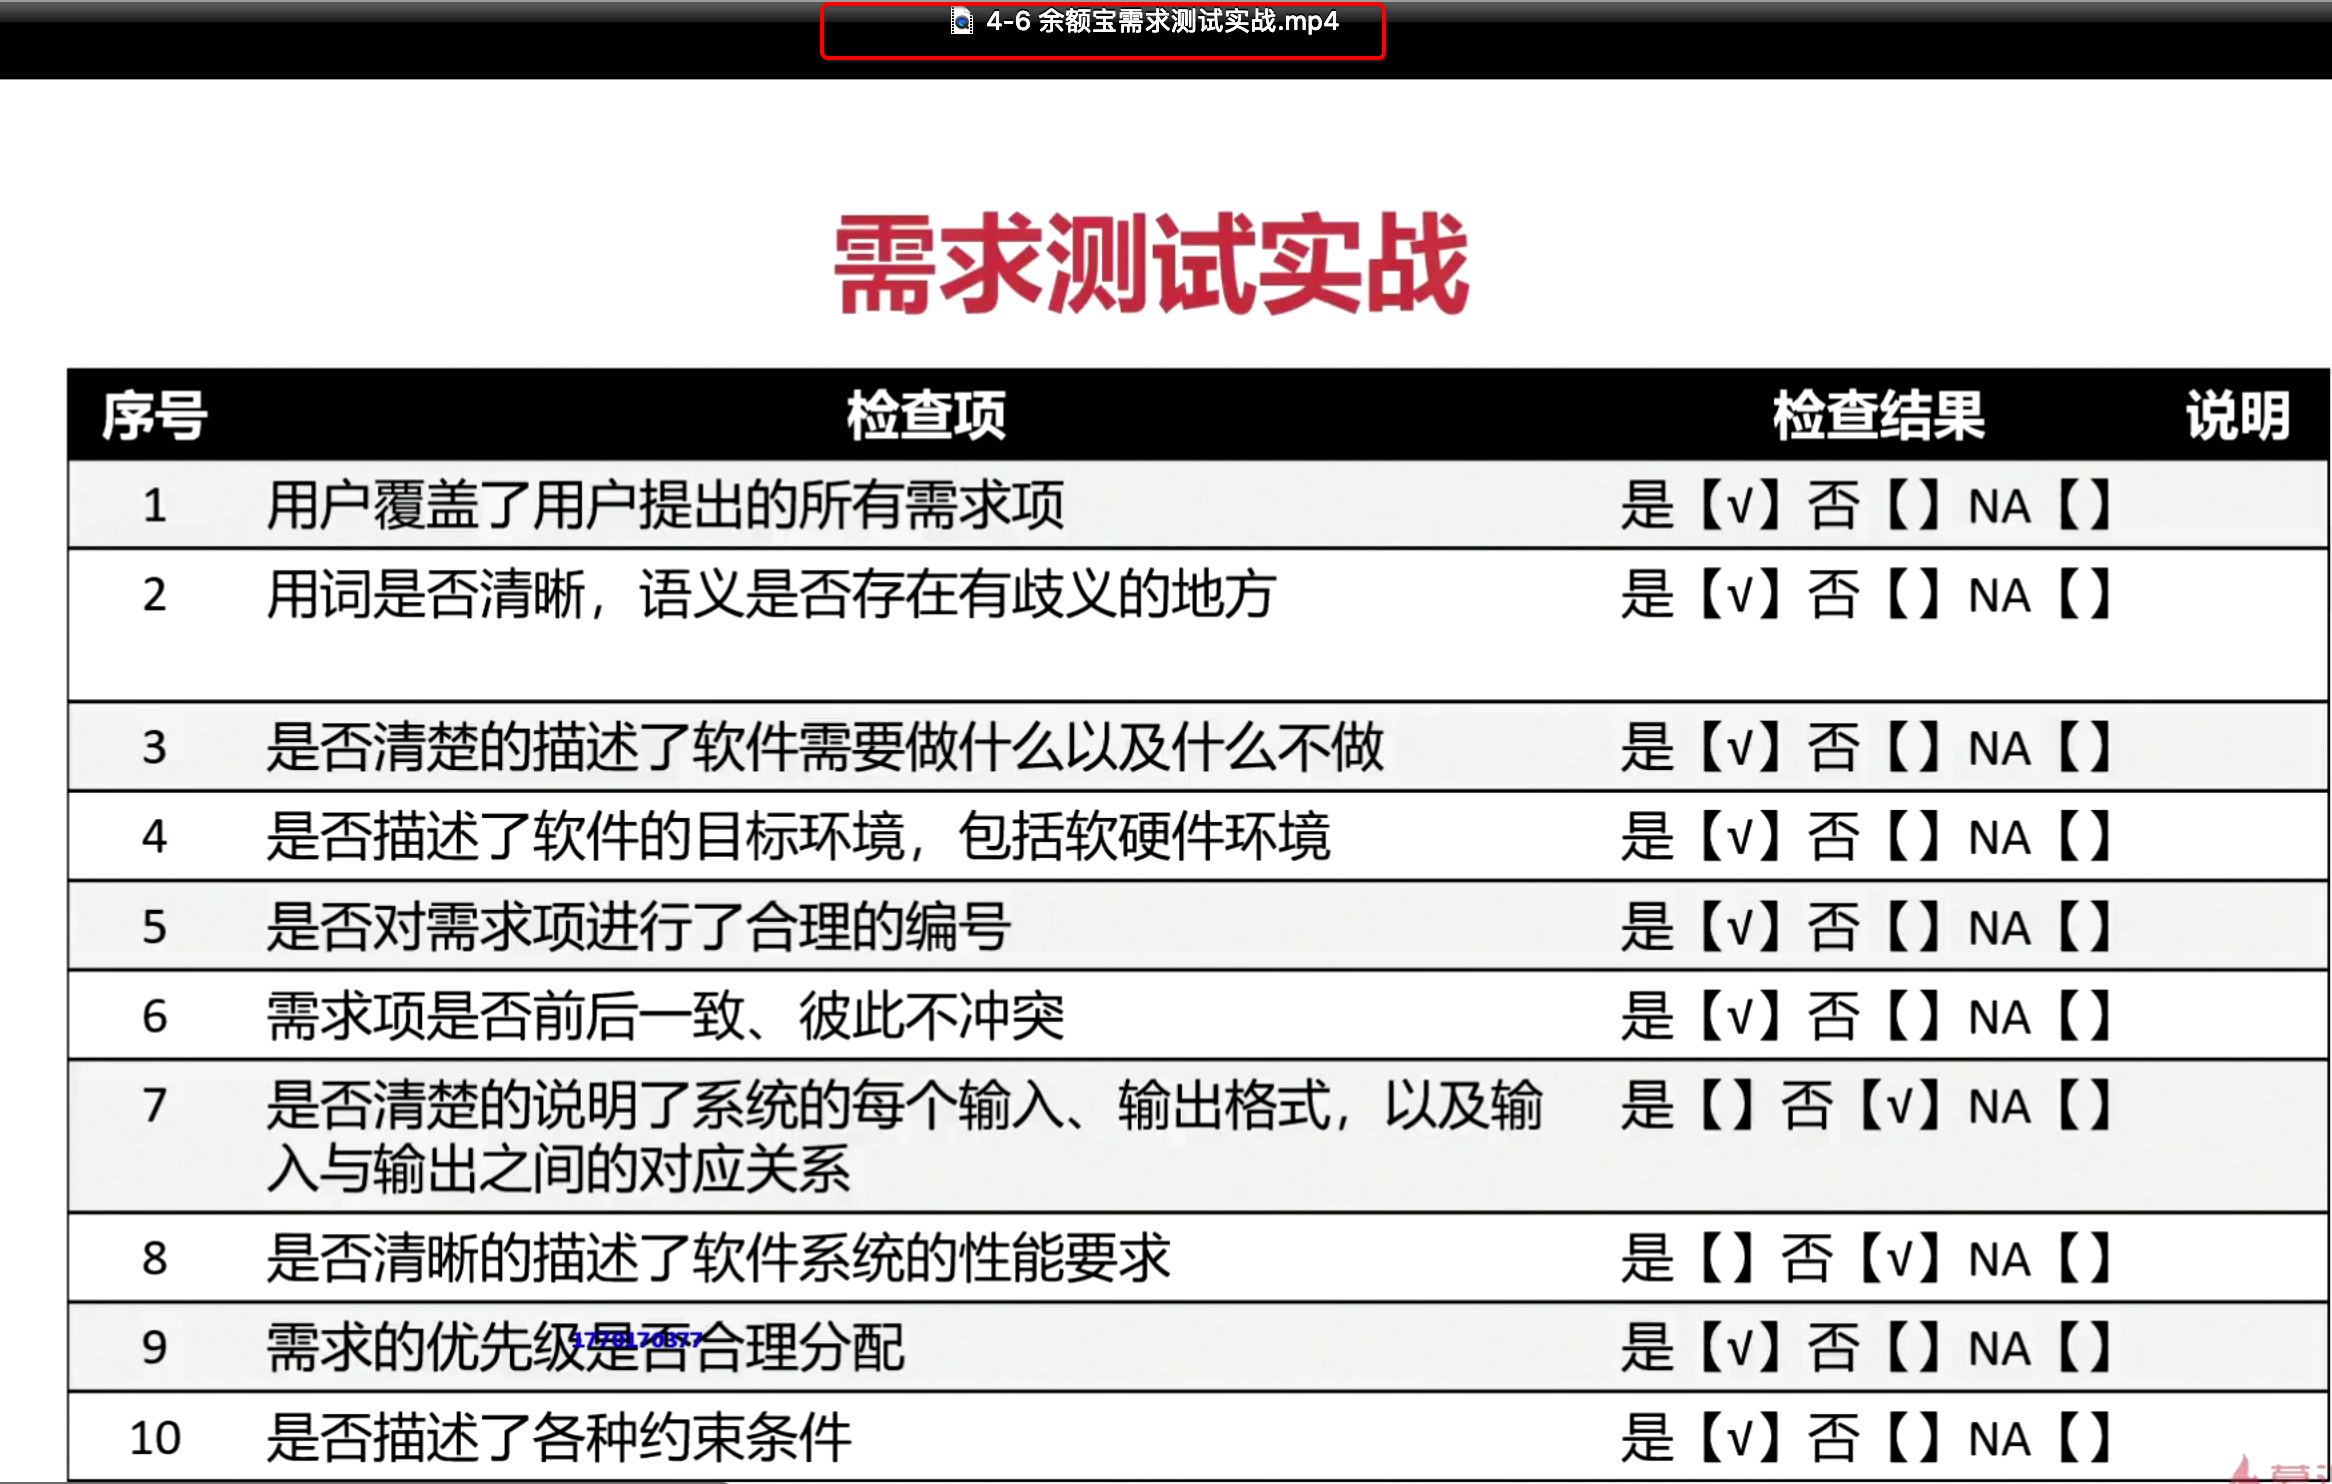 4-6 余额宝需求测试实战.mp4
需求测试实战
序号 检查项 检查结果 说明
1 用户覆盖了用户提出的所有需求项 是【√】否【】NA【】
2 用词是否清晰，语义是否存在有歧义的地方 是【√】否【】NA【】
3 是否清楚的描述了软件需要做什么以及什么不做 是【√】否【】NA【】
4 是否描述了软件的目标环境，包括软硬件环境 是【√】否【】NA【】
5 是否对需求项进行了合理的编号 是【√】否【】NA【】
6 需求项是否前后一致、彼此不冲突 是【√】否【】NA【】
7 是否清楚的说明了系统的每个输入、输出格式，以及输 是【】否【√】NA【】
入与输出之间的对应关系
8 是否清晰的描述了软件系统的性能要求 是【】否【√】NA【】
9 需求的优先级是否合理分配 是【√】否【】NA【】
1770170377
10 是否描述了各种约束条件 是【√】否【】NA【】